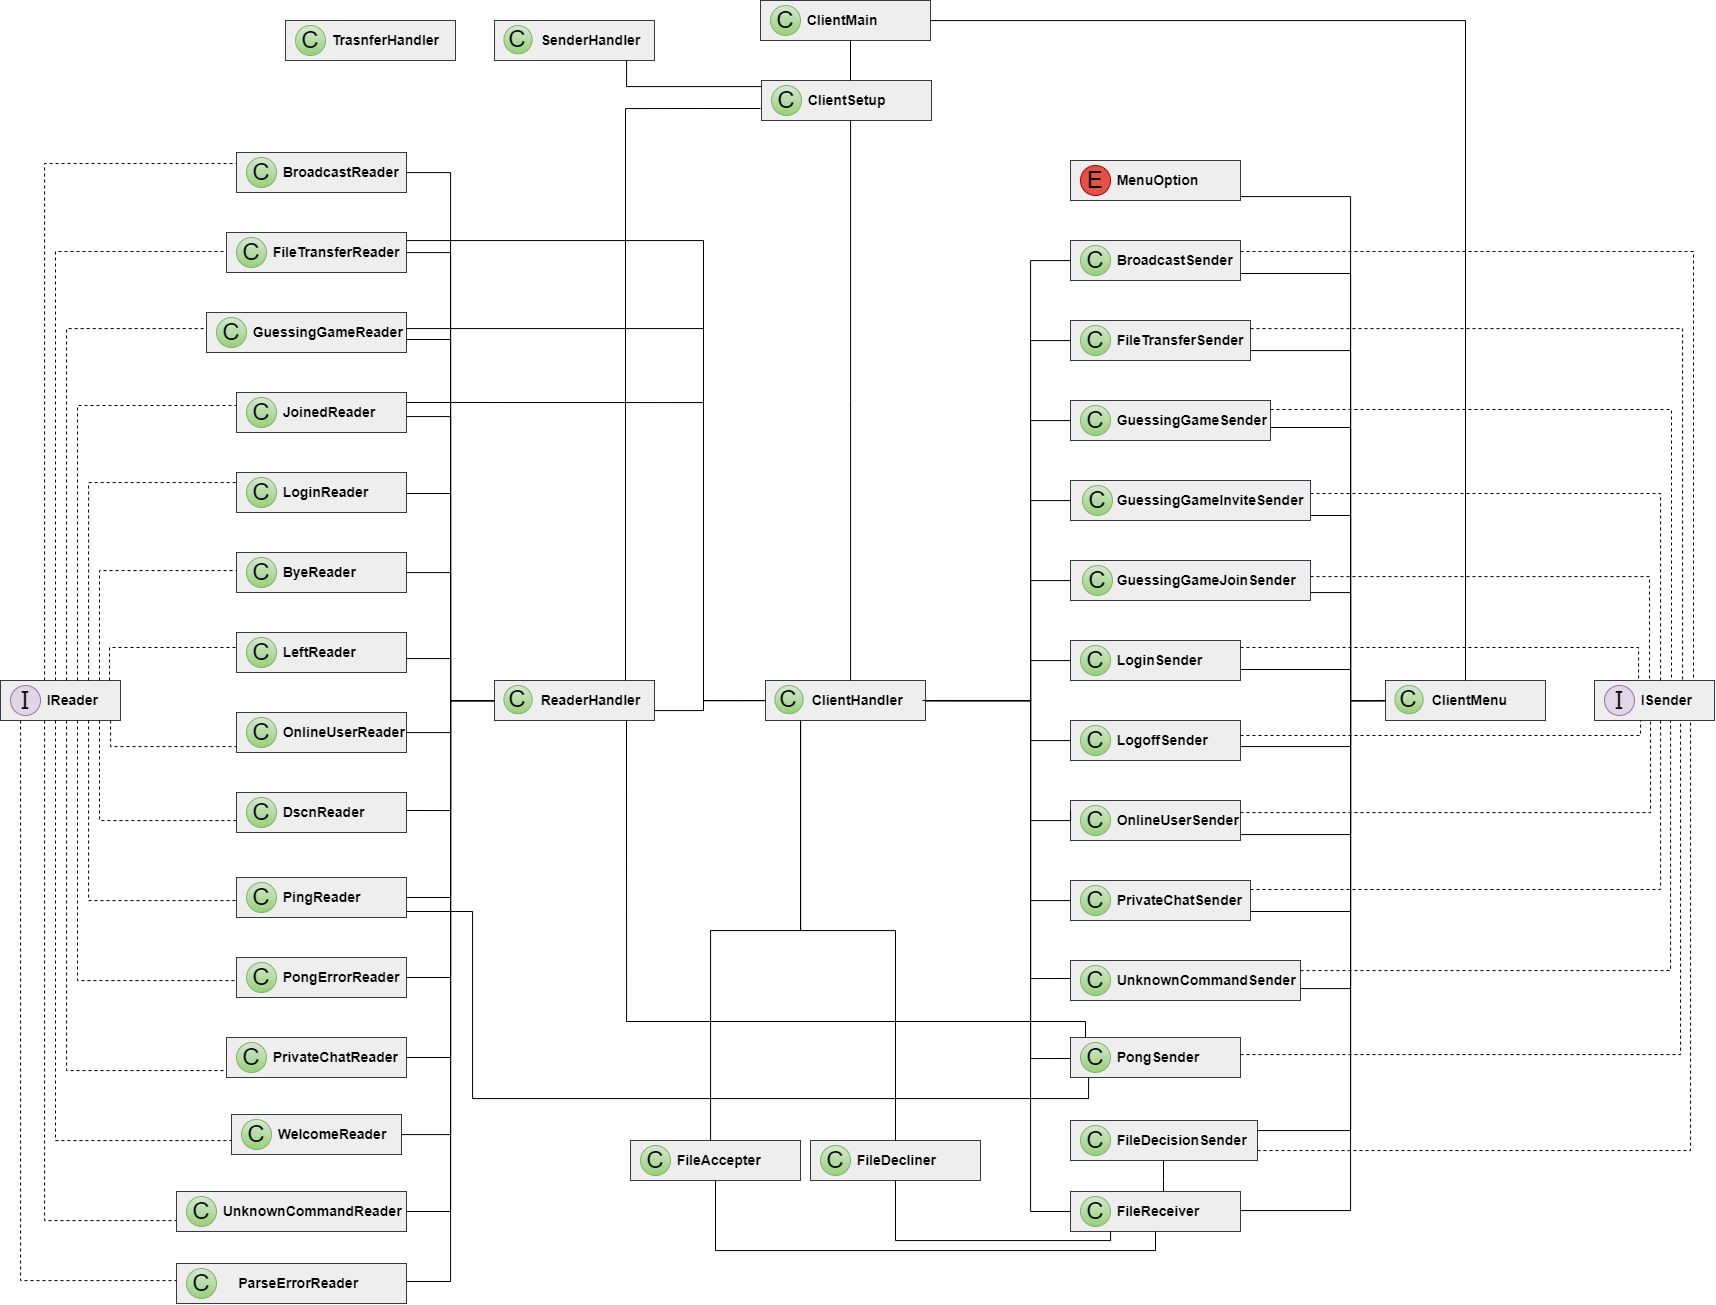 C ClientMain
C TrasnferHandler
C SenderHandler
C ClientSetup
C BroadcastReader
E MenuOption
C FileTransferReader
C BroadcastSender
C GuessingGameReader
C FileTransferSender
C JoinedReader
C GuessingGameSender
C LoginReader
C GuessingGameInviteSender
C ByeReader
C GuessingGameJoinSender
C LeftReader
C LoginSender
I IReader
C ReaderHandler
C ClientHandler
C ClientMenu
I ISender
C OnlineUserReader
C LogoffSender
C DscnReader
C OnlineUserSender
C PingReader
C PrivateChatSender
C PongErrorReader
C UnknownCommandSender
C PrivateChatReader
C PongSender
C WelcomeReader
C FileDecisionSender
C FileAccepter
C FileDecliner
C UnknownCommandReader
C FileReceiver
C ParseErrorReader